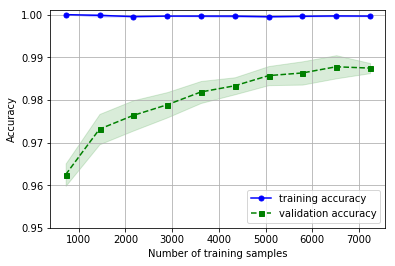 1.00
0.99
0.98
0.97
0.96
0.95
Accuracy
1000 2000 3000 4000 5000 6000 7000
Number of training samples
training accuracy
validation accuracy